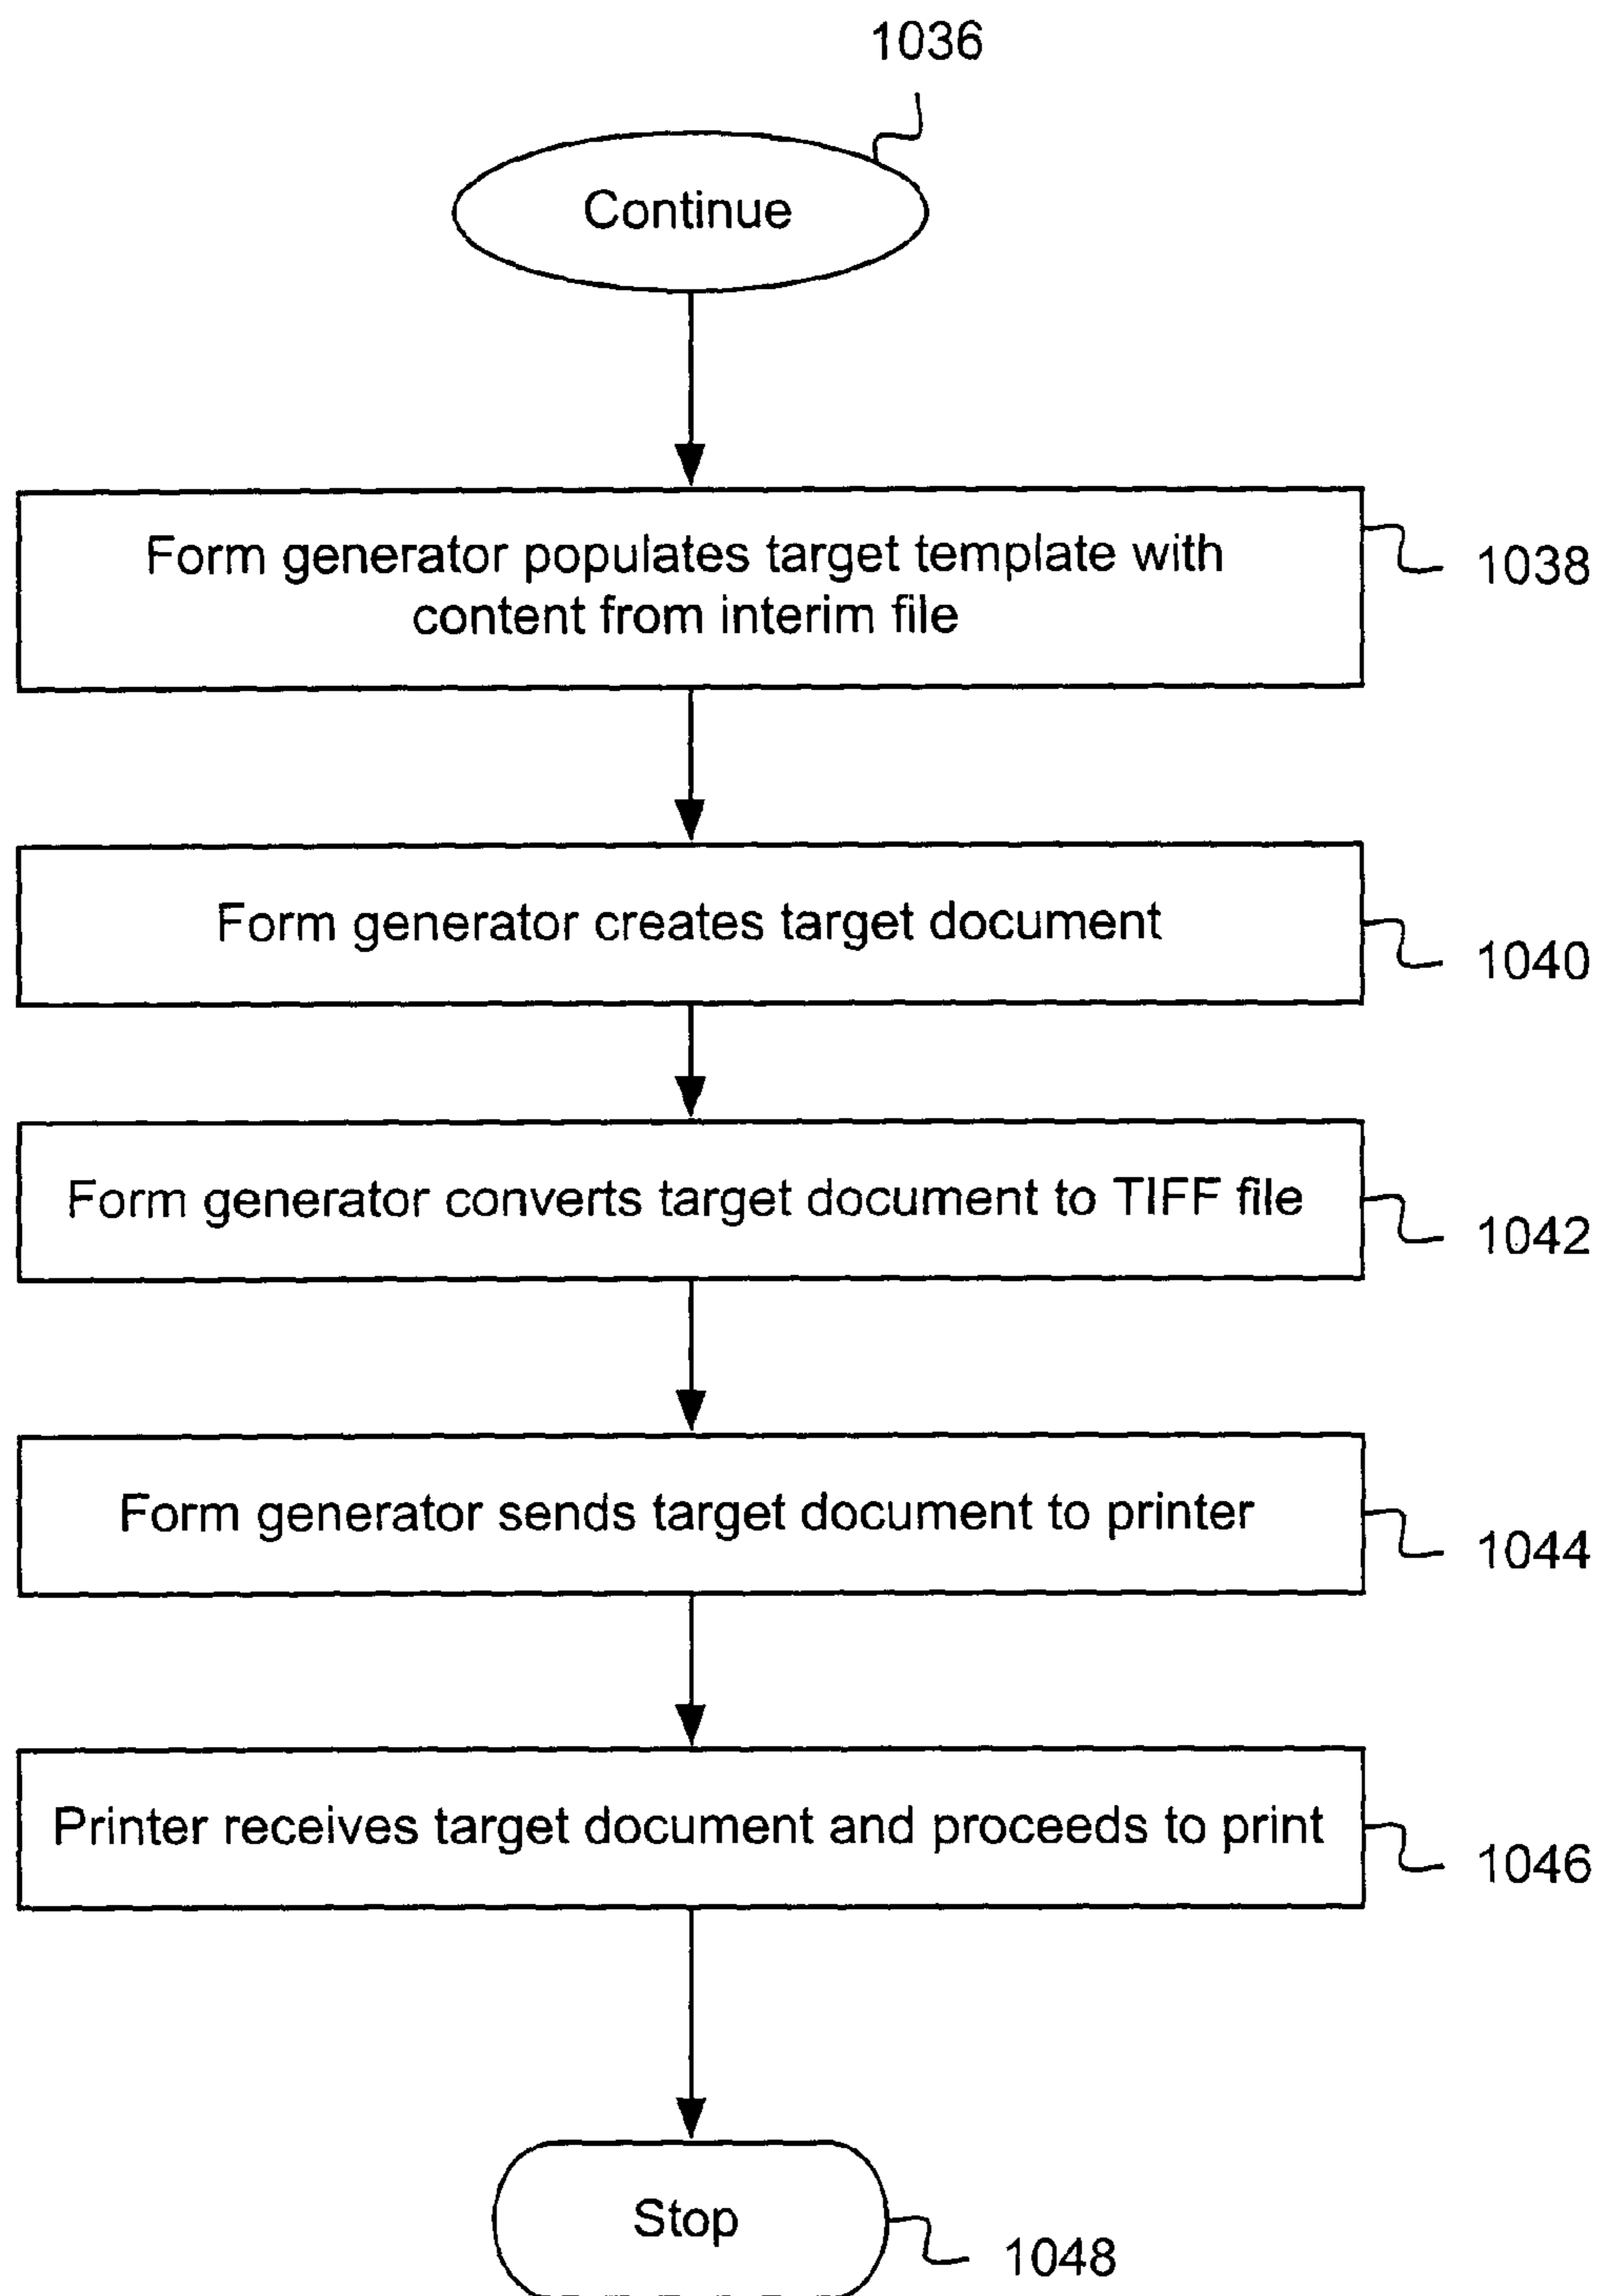 1036
Continue
Form generator populates target template with
content from interim file
1038
Form generator creates target document
1040
Form generator converts target document to TIFF file
1042
Form generator sends target document to printer
1044
Printer receives target document and proceeds to print
1046
Stop
1048